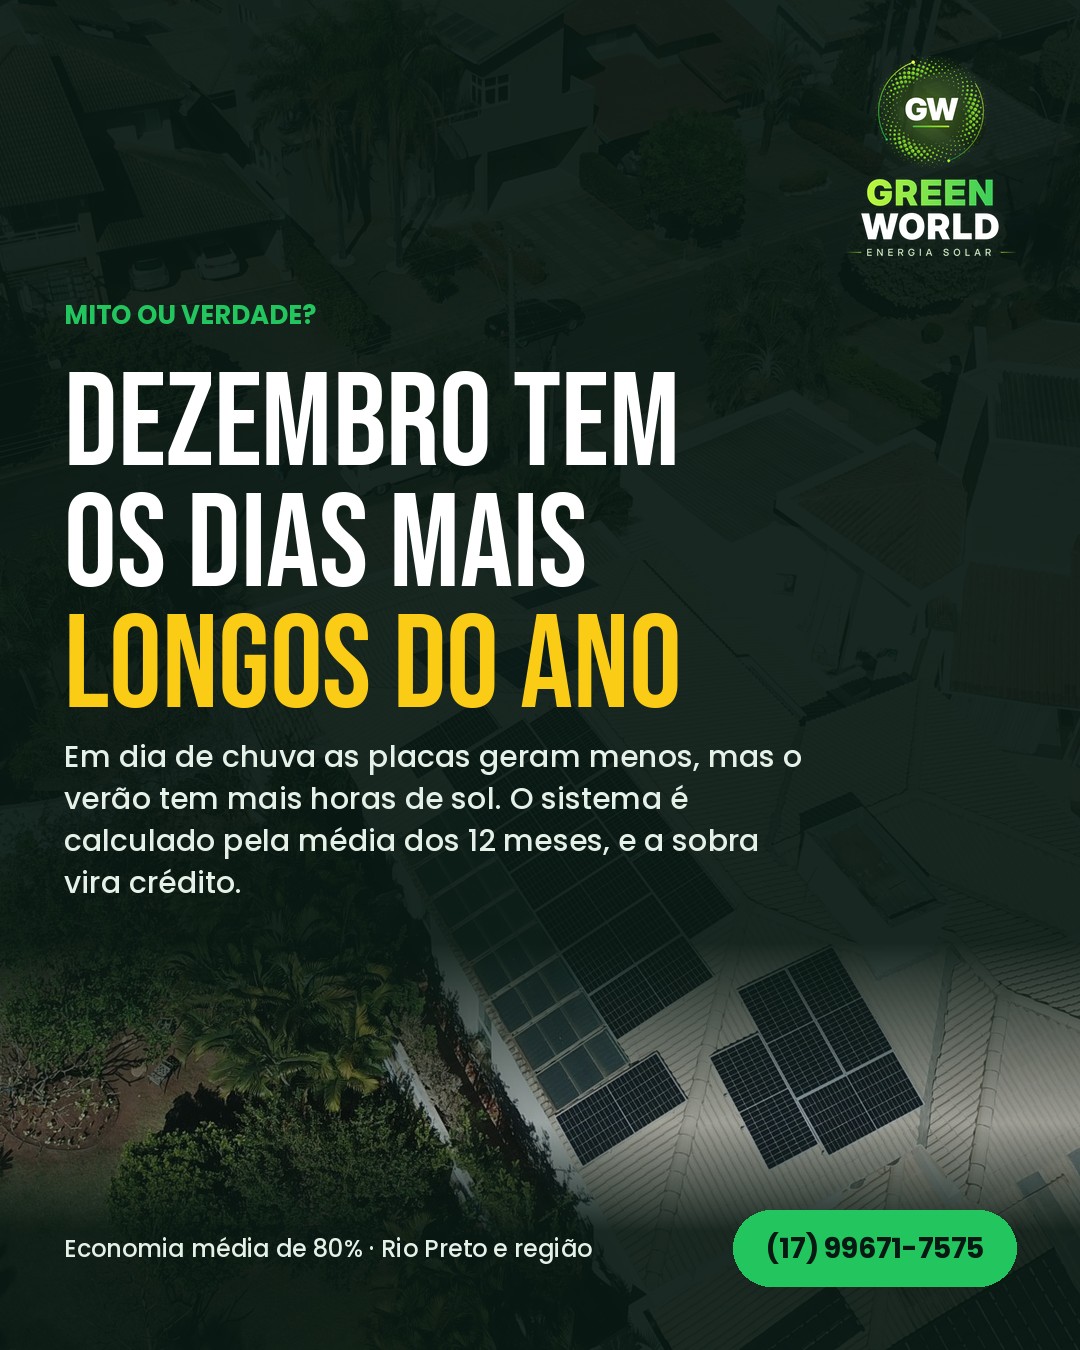 GW
GREEN
WORLD
ENERGIA SOLAR
MITO OU VERDADE?
DEZEMBRO TEM
OS DIAS MAIS
LONGOS DO ANO
Em dia de chuva as placas geram menos, mas o
verão tem mais horas de sol. O sistema é
calculado pela média dos 12 meses, e a sobra
vira crédito.
Economia média de 80% · Rio Preto e região
(17) 99671-7575